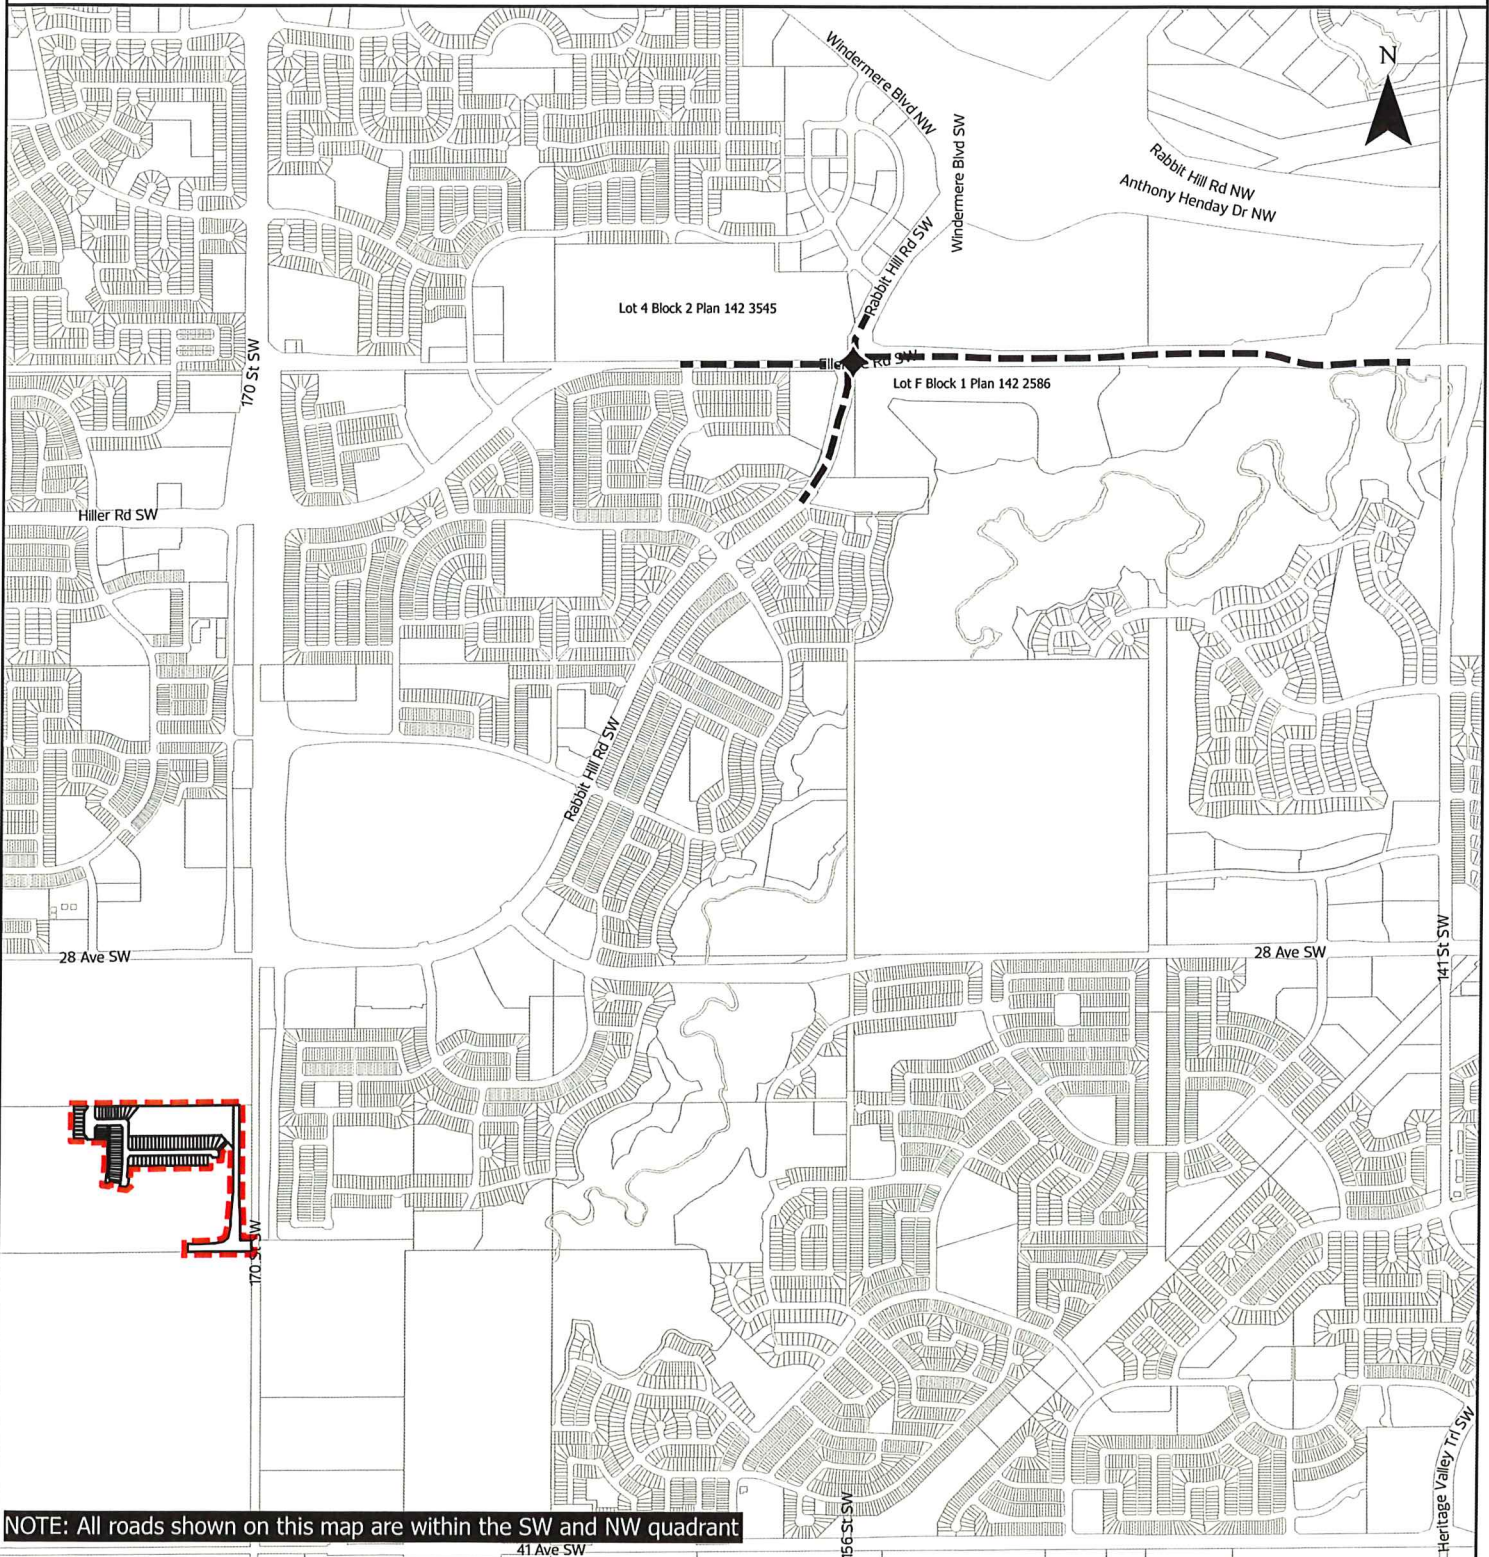 N
Windermere Blvd NW
Windermere Blvd SW
Rabbit Hill Rd NW
Anthony Henday Dr NW
Rabbit Hill Rd SW
Lot 4 Block 2 Plan 142 3545
170 St SW
Rd SW
Lot F Block 1 Plan 142 2586
Hiller Rd SW
Rabbit Hill Rd SW
28 Ave SW
28 Ave SW
141 St SW
170 St SW
Heritage Valley Trl SW
156 St SW
NOTE: All roads shown on this map are within the SW and NW quadrant
41 Ave SW